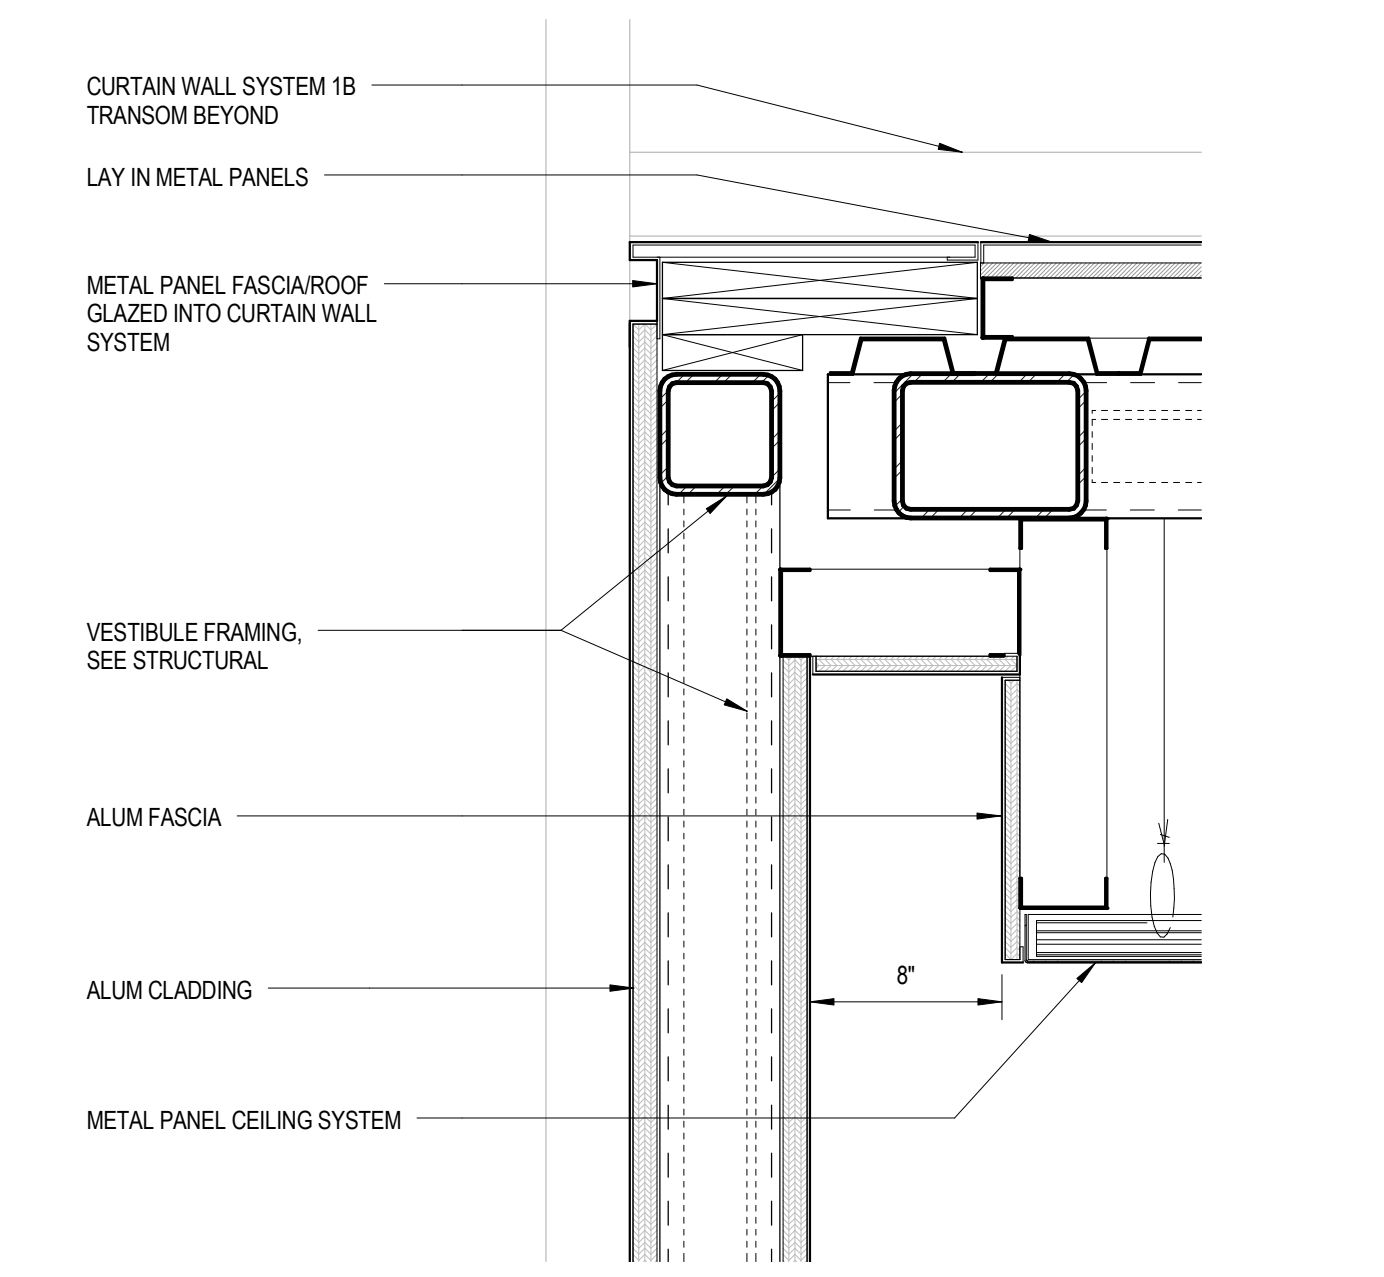 CURTAIN WALL SYSTEM 1B
TRANSOM BEYOND
LAY IN METAL PANELS
METAL PANEL FASCIA/ROOF
GLAZED INTO CURTAIN WALL
SYSTEM
VESTIBULE FRAMING,
SEE STRUCTURAL
ALUM FASCIA
8"
ALUM CLADDING
METAL PANEL CEILING SYSTEM